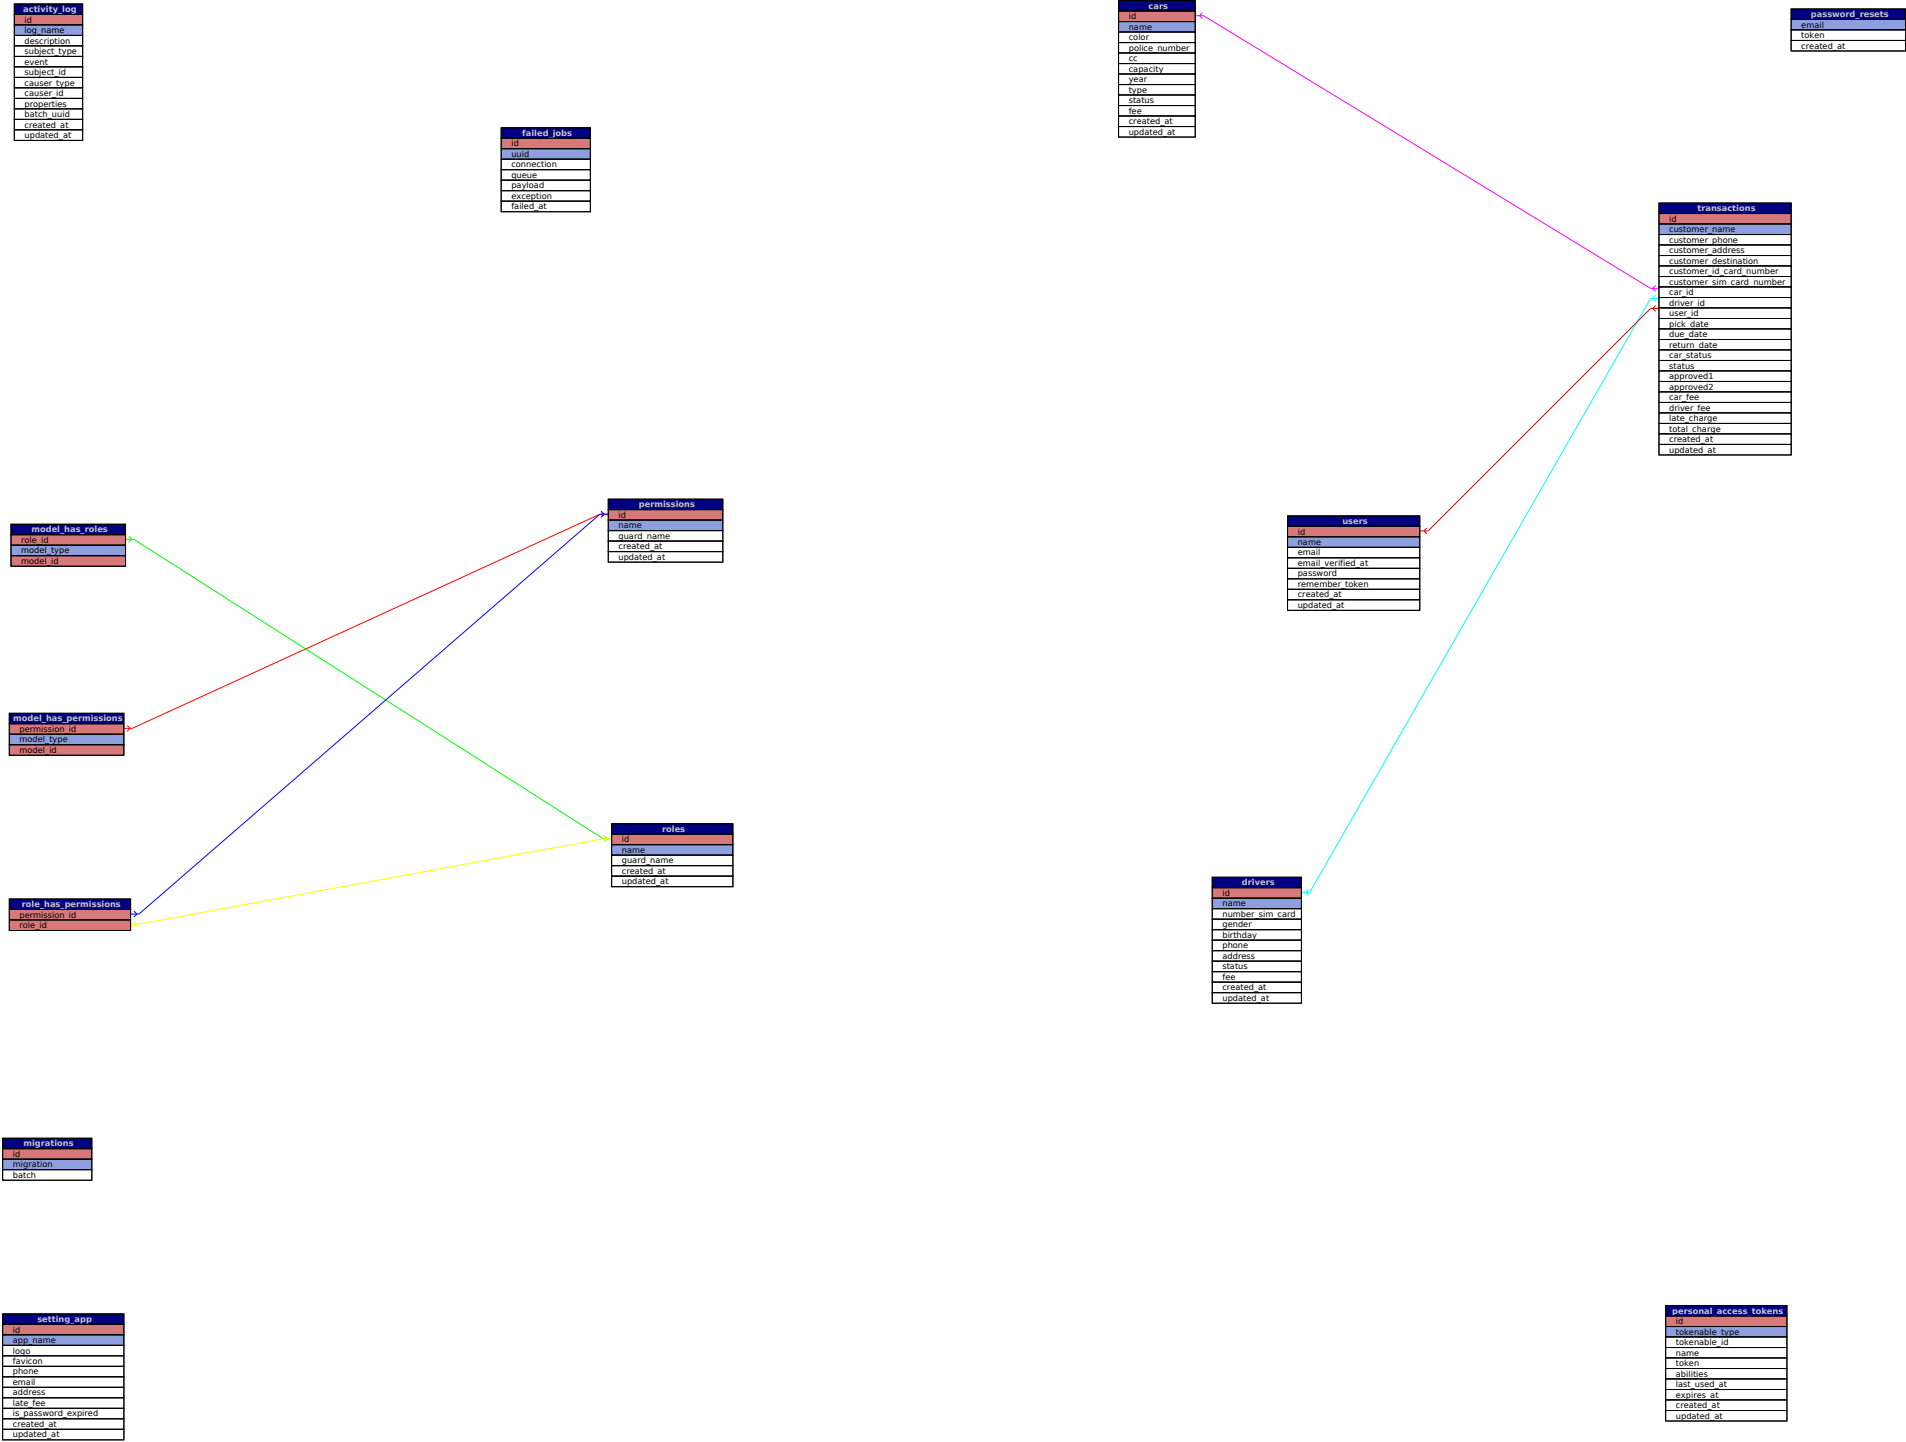 activity_log
id
log_name
description
subject_type
event
subject_id
causer_type
causer_id
properties
batch_uuid
created_at
updated_at
failed_jobs
id
uuid
connection
queue
payload
exception
failed_at
cars
id
name
color
police_number
cc
capacity
year
type
status
fee
created_at
updated_at
password_resets
email
token
created_at
transactions
id
customer_name
customer_phone
customer_address
customer_destination
customer_id_card_number
customer_sim_card_number
car_id
driver_id
user_id
pick_date
due_date
return_date
car_status
status
approved1
approved2
car_fee
driver_fee
late_charge
total_charge
created_at
updated_at
model_has_roles
role_id
model_type
model_id
permissions
id
name
guard_name
created_at
updated_at
users
id
name
email
email_verified_at
password
remember_token
created_at
updated_at
model_has_permissions
permission_id
model_type
model_id
roles
id
name
guard_name
created_at
updated_at
role_has_permissions
permission_id
role_id
drivers
id
name
number_sim_card
gender
birthday
phone
address
status
fee
created_at
updated_at
migrations
id
migration
batch
setting_app
id
app_name
logo
favicon
phone
email
address
late_fee
is_password_expired
created_at
updated_at
personal_access_tokens
id
tokenable_type
tokenable_id
name
token
abilities
last_used_at
expires_at
created_at
updated_at